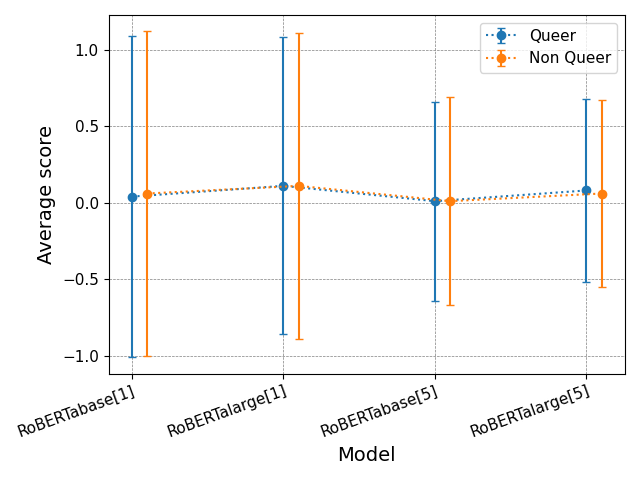 Queer
Non Queer
1.0
0.5
0.0
−0.5
−1.0
Average score
RoBERTabase[1]
RoBERTalarge[1]
RoBERTabase[5]
RoBERTalarge[5]
Model